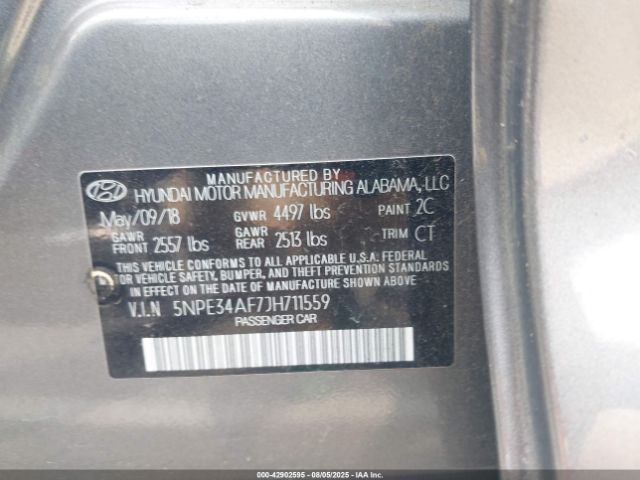 MANUFACTURED BY
HYUNDAI MOTOR MANUFACTURING ALABAMA, LLC
May/09/18 GVWR 4497 lbs PAINT 2C
GAWR FRONT 2557 lbs GAWR REAR 2513 lbs TRIM CT
THIS VEHICLE CONFORMS TO ALL APPLICABLE U.S.A. FEDERAL
MOTOR VEHICLE SAFETY, BUMPER, AND THEFT PREVENTION STANDARDS
IN EFFECT ON THE DATE OF MANUFACTURE SHOWN ABOVE.
V.I.N 5NPE34AF7JH711559
PASSENGER CAR
000-42902595 - 08/05/2025 - IAAI.COM